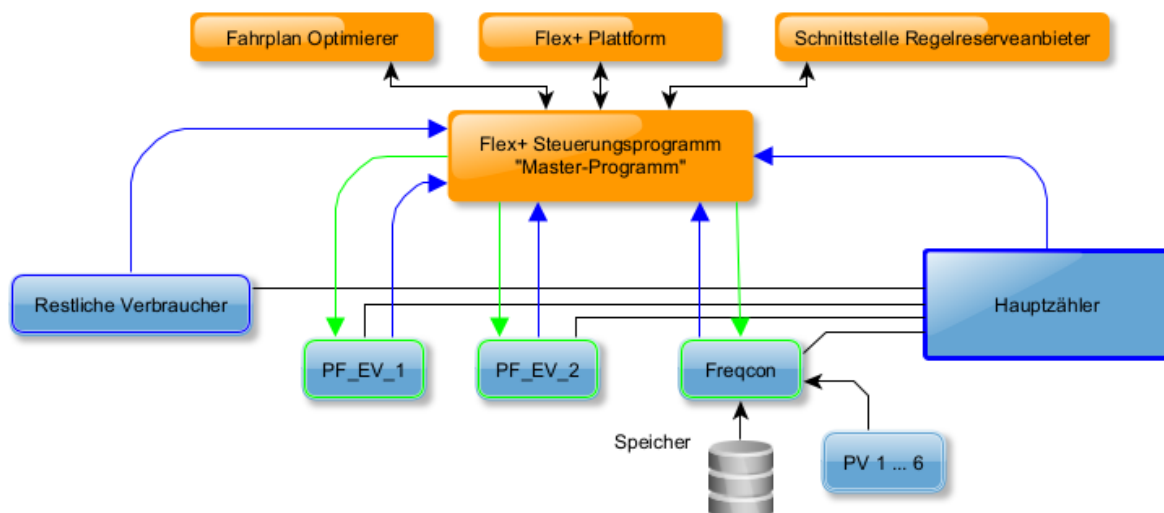 Fahrplan Optimierer
Flex+ Plattform
Schnittstelle Regelreserveanbieter
Flex+ Steuerungsprogramm
"Master-Programm"
Restliche Verbraucher
Hauptzähler
PF_EV_1
PF_EV_2
Freqcon
Speicher
PV 1 ... 6